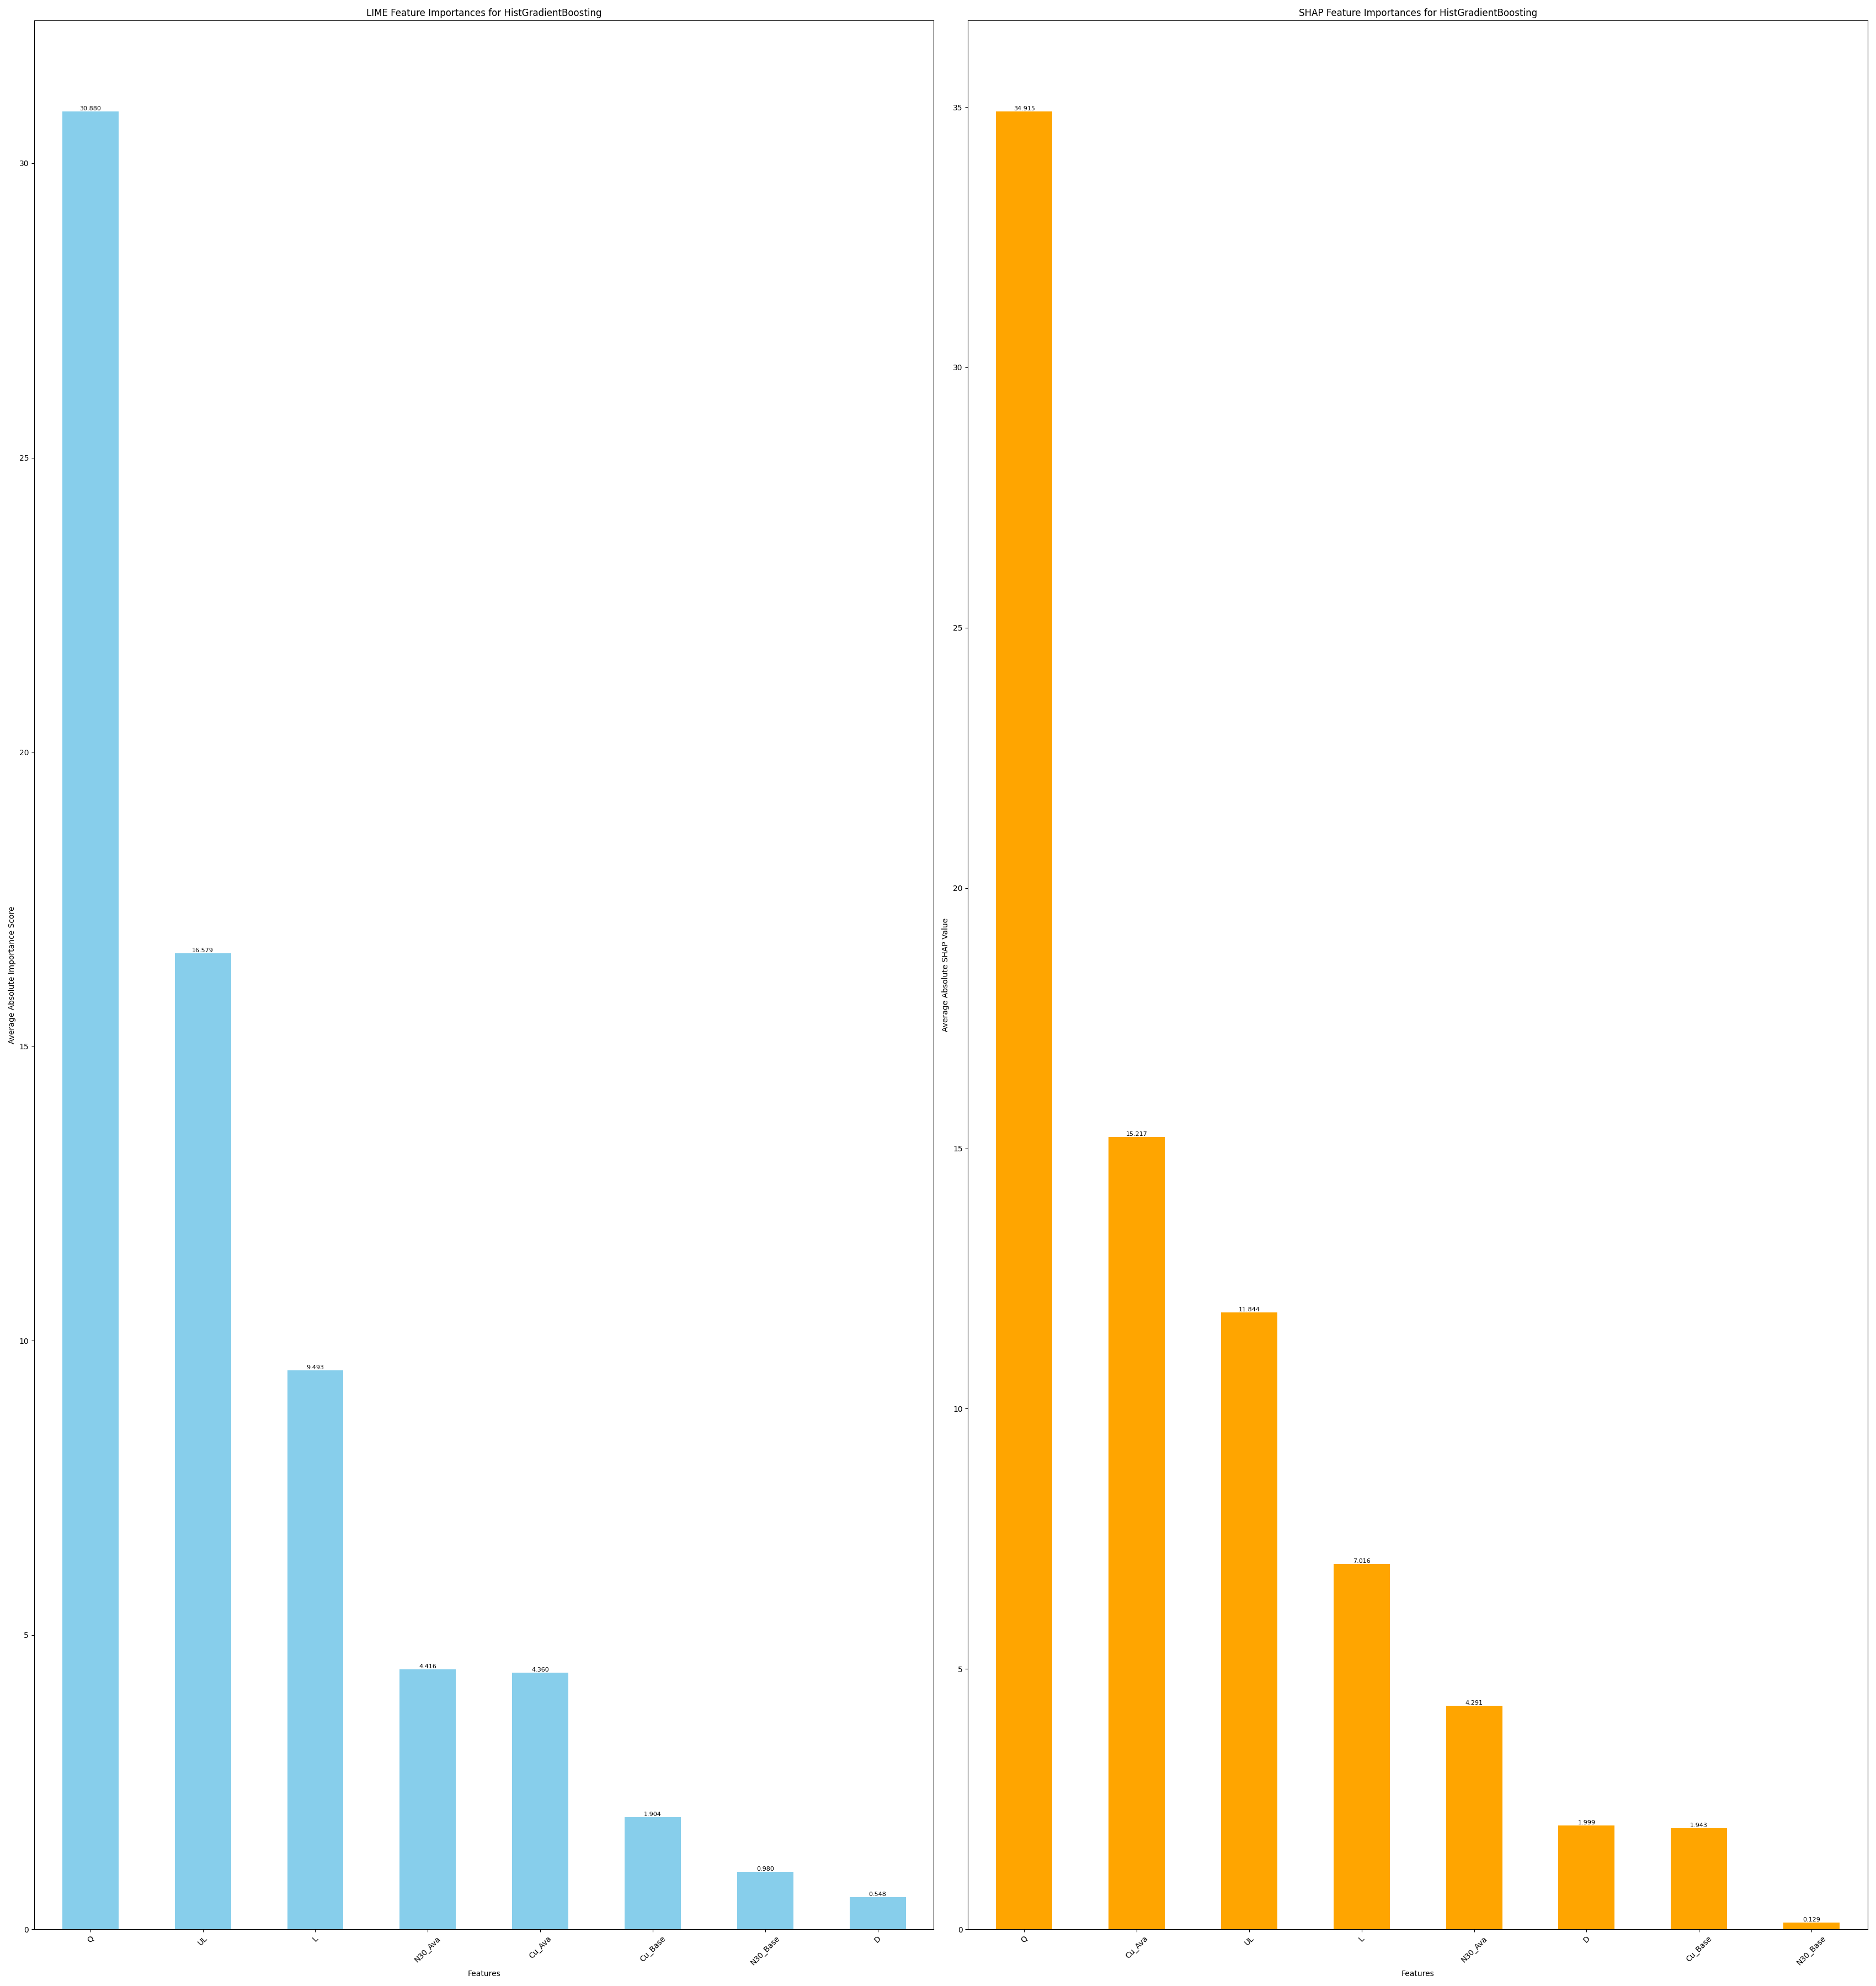 LIME Feature Importances for HistGradientBoosting
Average Absolute Importance Score
30
25
20
15
10
5
0
30.880
16.579
9.493
4.416
4.360
1.904
0.980
0.548
Q
UL
L
N30_Ava
Cu_Ava
Cu_Base
N30_Base
D
Features
SHAP Feature Importances for HistGradientBoosting
Average Absolute SHAP Value
35
30
25
20
15
10
5
0
34.915
15.217
11.844
7.016
4.291
1.999
1.943
0.129
Q
Cu_Ava
UL
L
N30_Ava
D
Cu_Base
N30_Base
Features